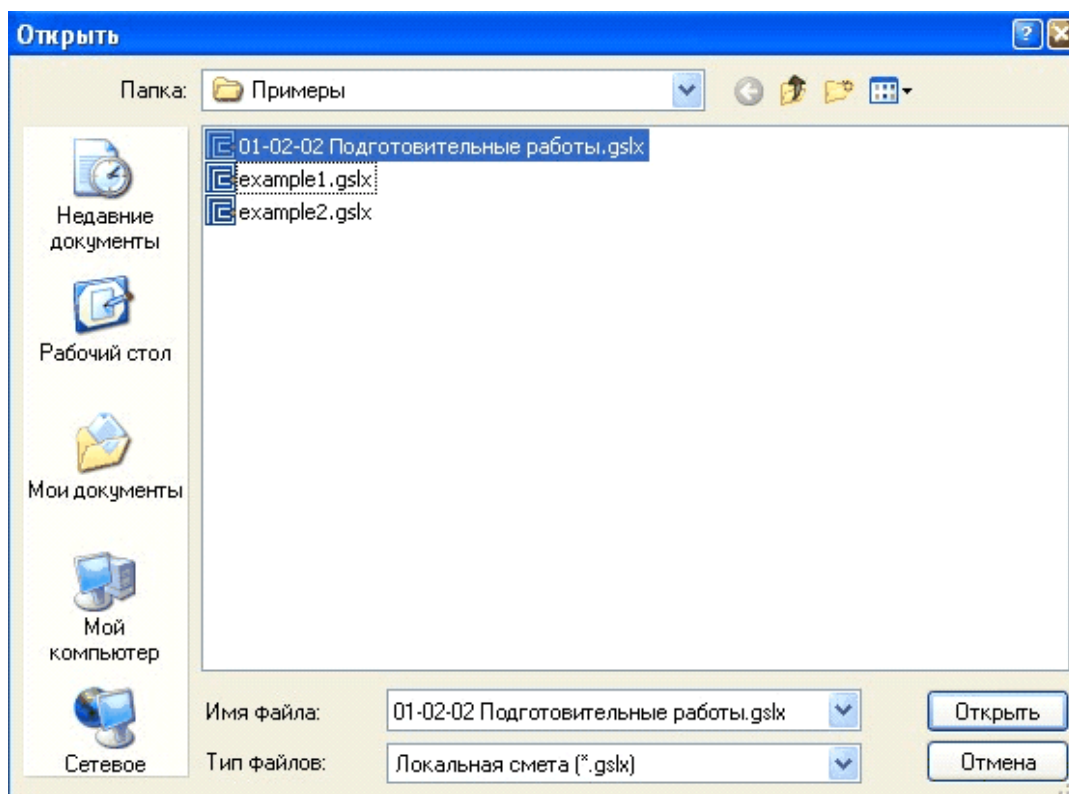 Открыть
Папка: Примеры
01-02-02 Подготовительные работы.gslx
example1.gslx
example2.gslx
Недавние
документы
Рабочий стол
Мои документы
Мой
компьютер
Сетевое
Имя файла: 01-02-02 Подготовительные работы.gslx Открыть
Тип файлов: Локальная смета (*.gslx) Отмена